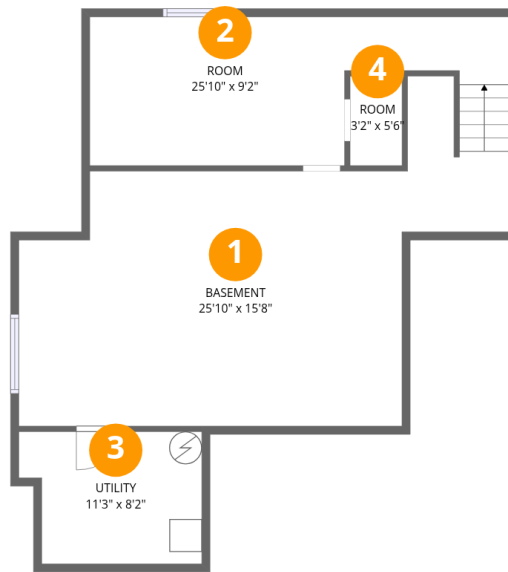 2
ROOM
25'10" x 9'2"
4
ROOM
3'2" x 5'6"
1
BASEMENT
25'10" x 15'8"
3
UTILITY
11'3" x 8'2"